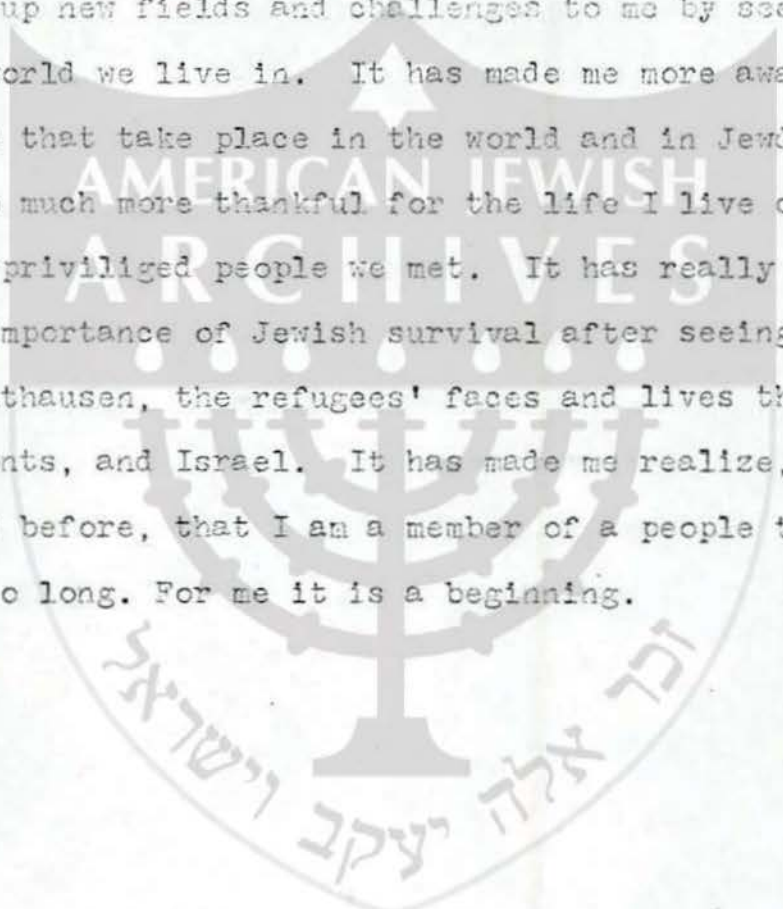 up new fields and challenges to me by
orld we live in. It has made me more
that take place in the world and in
much more thankful for the life I live
priviliged people we met. It has really
mportance of Jewish survival after seeing
thausen, the refugees' faces and lives
nts, and Israel. It has made me realize,
before, that I am a member of a people
o long. For me it is a beginning.
AMERICAN JEWISH
ARCHIVES
זכר אלה יעקב וישראל